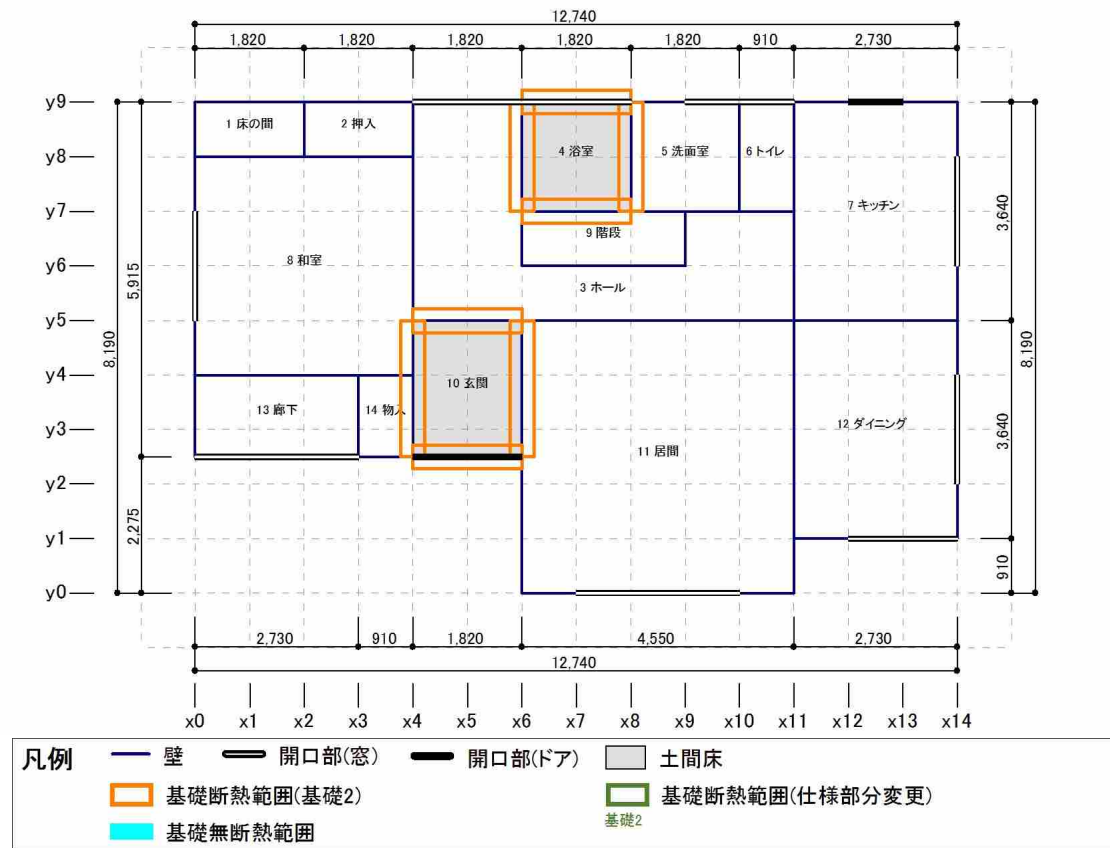 12,740
1,820 1,820 1,820 1,820 1,820 910 2,730
y9
1 床の間 2 押入 4 浴室 5 洗面室 6 トイレ
y8
7 キッチン 3,640
y7
9 階段
5,915 8 和室
y6
3 ホール
y5
8,190 8,190
y4
10 玄関
13 廊下 14 物入
12 ダイニング 3,640
y3
11 居間
y2
2,275
y1
910
y0
2,730 910 1,820 4,550 2,730
12,740
x0 x1 x2 x3 x4 x5 x6 x7 x8 x9 x10 x11 x12 x13 x14
凡例 壁 開口部(窓) 開口部(ドア) 土間床
基礎断熱範囲(基礎2) 基礎断熱範囲(仕様部分変更)
基礎2
基礎無断熱範囲